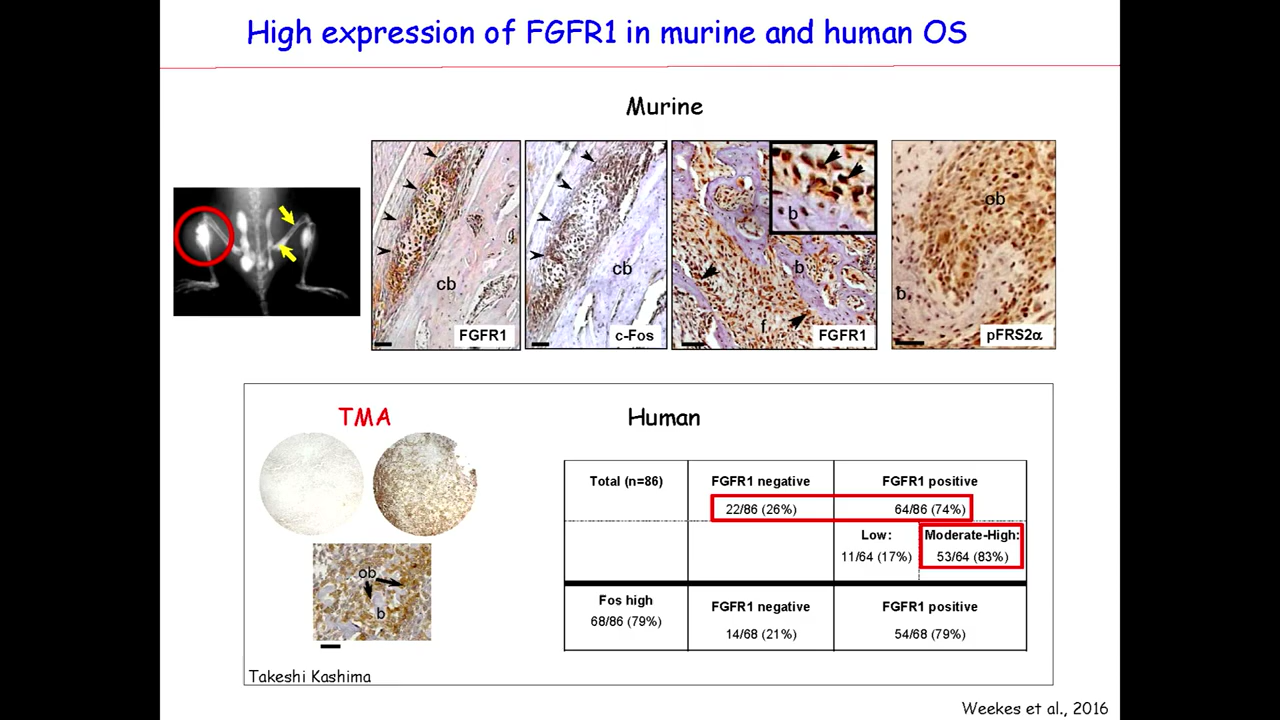 High expression of FGFR1 in murine and human OS
Murine
cb
FGFR1
cb
c-Fos
b
b
f
FGFR1
ob
b
pFRS2α
TMA
Human
ob
b
Total (n=86)
FGFR1 negative
FGFR1 positive
22/86 (26%)
64/86 (74%)
Low:
Moderate-High:
11/64 (17%)
53/64 (83%)
Fos high
68/86 (79%)
FGFR1 negative
FGFR1 positive
14/68 (21%)
54/68 (79%)
Takeshi Kashima
Weekes et al., 2016